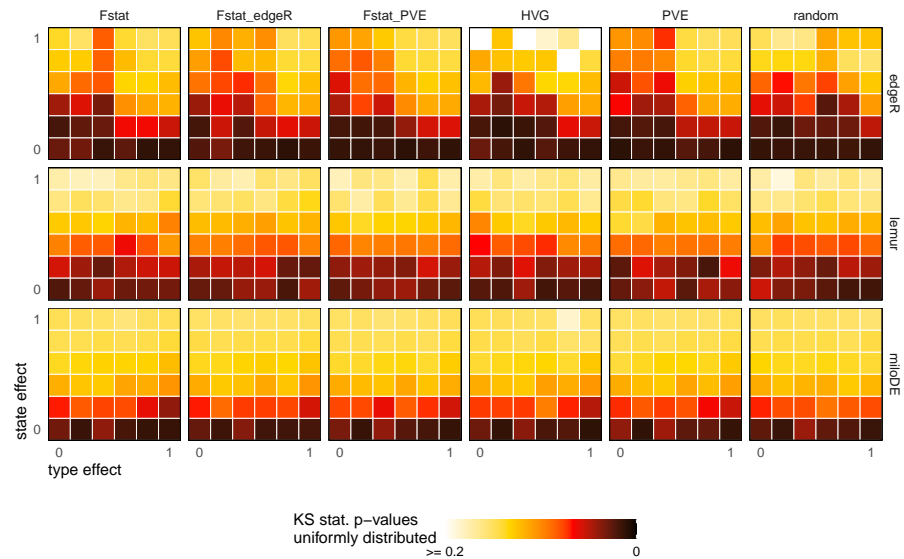 Fstat Fstat_edgeR Fstat_PVE HVG PVE random
1
0
edgeR
1
0
lemur
1
0
miloDE
state effect
0 1 0 1 0 1 0 1 0 1 0 1
type effect
KS stat. p−values
uniformly distributed
>= 0.2 0